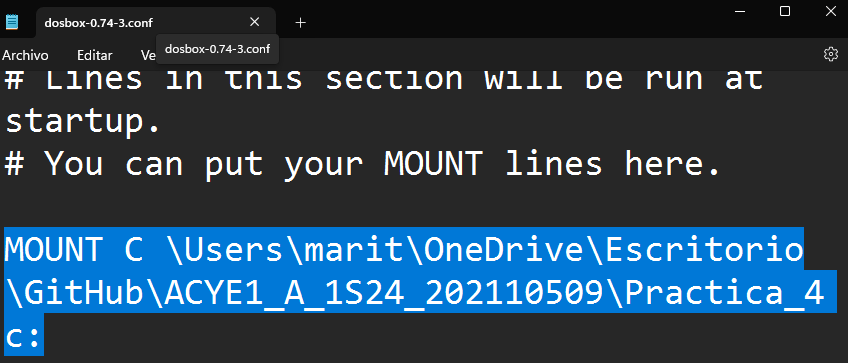 dosbox-0.74-3.conf
dosbox-0.74-3.conf
Archivo Editar Ve
# Lines in this section will be run at
startup.
# You can put your MOUNT lines here.
MOUNT C \Users\marit\OneDrive\Escritorio
\GitHub\ACYE1_A_1S24_202110509\Practica_4
c: